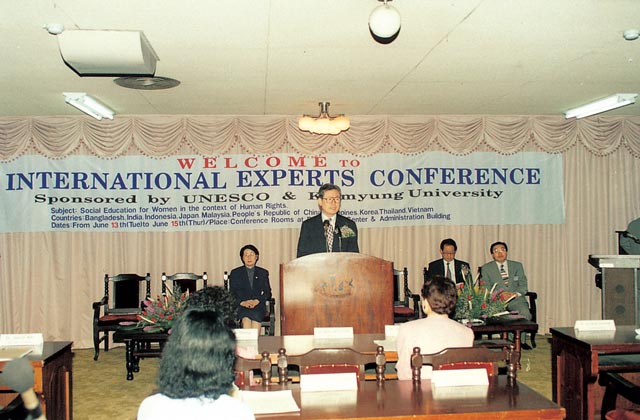 WELCOME TO
INTERNATIONAL EXPERTS CONFERENCE
Sponsored by UNESCO & Keimyung University
Subject: Social Education for Women in the context of Human Rights.
Countries: Bangladesh, India, Indonesia, Japan, Malaysia, People's Republic of Korea, Thailand, Vietnam
Dates: From June 13th(Tue) to June 15th(Thur)/Place: Conference Rooms at Center & Administration Building